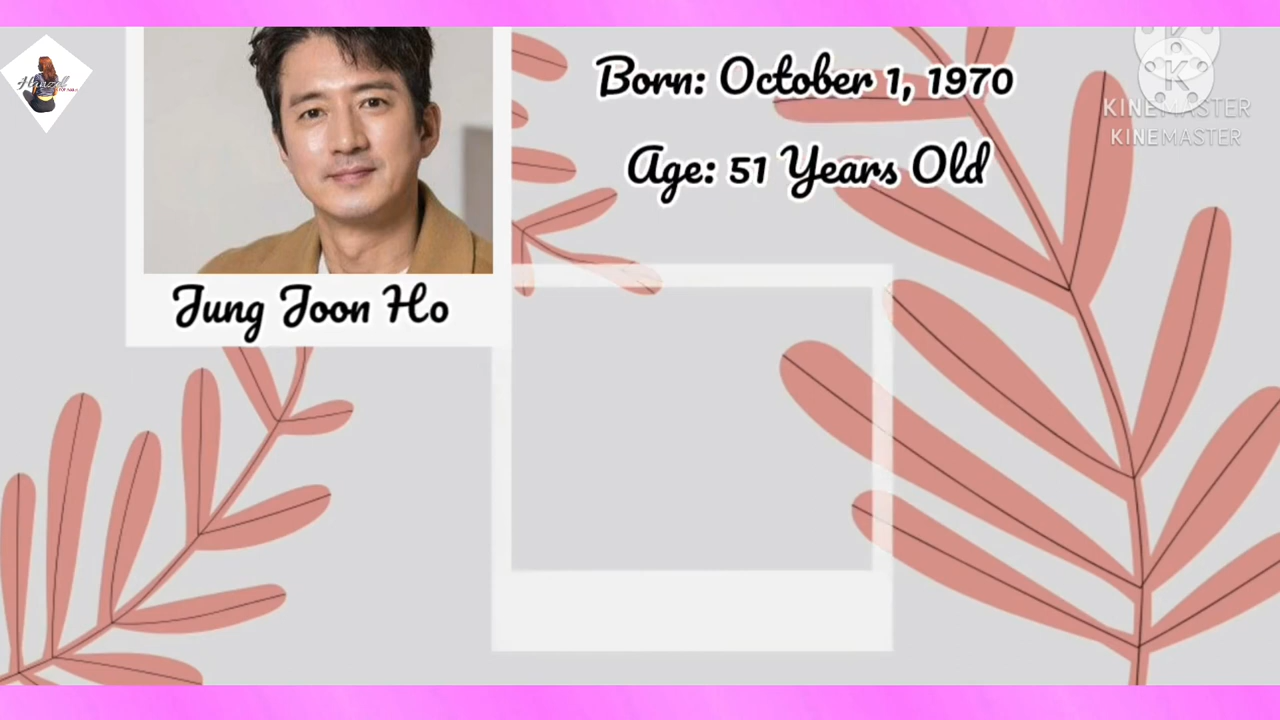 Born: October 1, 1970
KINEMASTER
KINEMASTER
Age: 51 Years Old
Jung Joon Ho